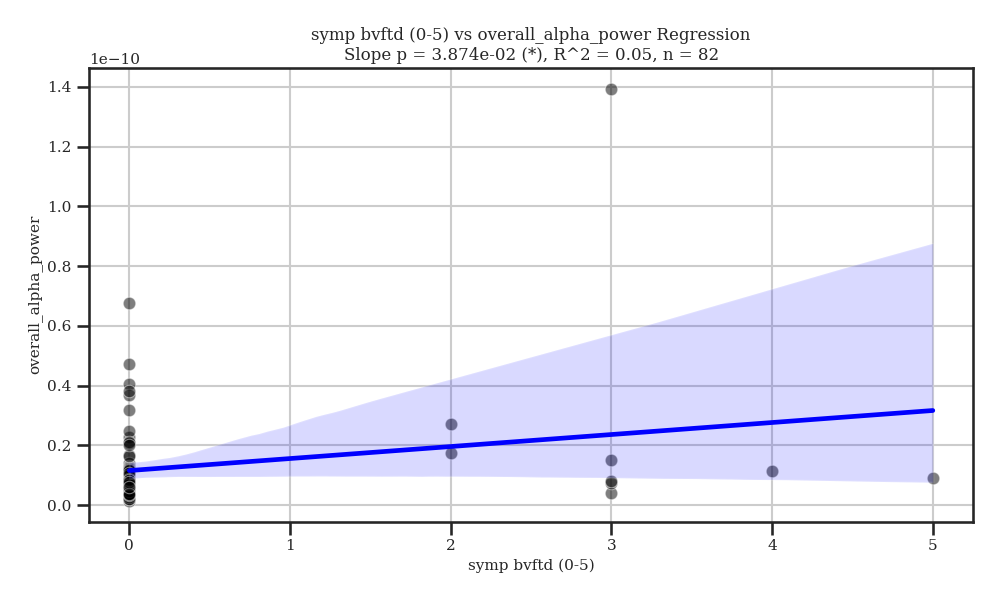 symp bvftd (0-5) vs overall_alpha_power Regression
Slope p = 3.874e-02 (*), R^2 = 0.05, n = 82
1e−10
1.4
1.2
1.0
0.8
0.6
0.4
0.2
0.0
overall_alpha_power
0 1 2 3 4 5
symp bvftd (0-5)